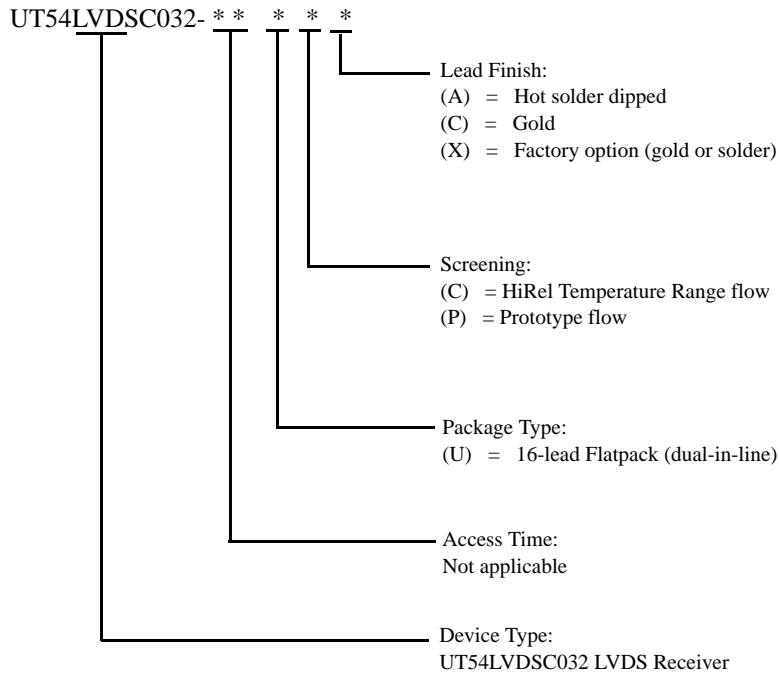 UT54LVDSC032- * * * * *
Lead Finish:
(A) = Hot solder dipped
(C) = Gold
(X) = Factory option (gold or solder)
Screening:
(C) = HiRel Temperature Range flow
(P) = Prototype flow
Package Type:
(U) = 16-lead Flatpack (dual-in-line)
Access Time:
Not applicable
Device Type:
UT54LVDSC032 LVDS Receiver